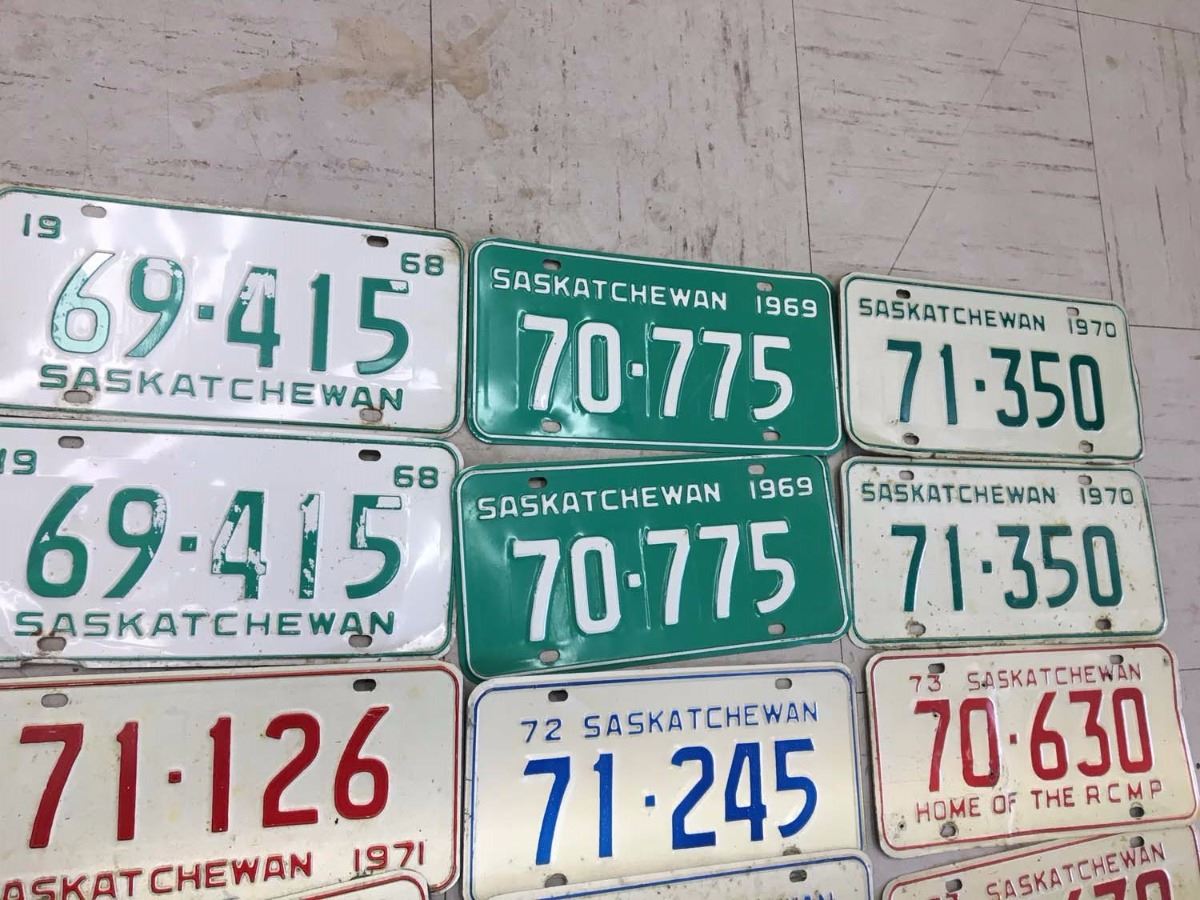 19 68
69·415
SASKATCHEWAN
SASKATCHEWAN 1969
70·775
SASKATCHEWAN 1970
71·350
19 68
69·415
SASKATCHEWAN
SASKATCHEWAN 1969
70·775
SASKATCHEWAN 1970
71·350
71·126
SASKATCHEWAN 1971
72 SASKATCHEWAN
71·245
73 SASKATCHEWAN
70·630
HOME OF THE RCMP
73 SASKATCHEWAN